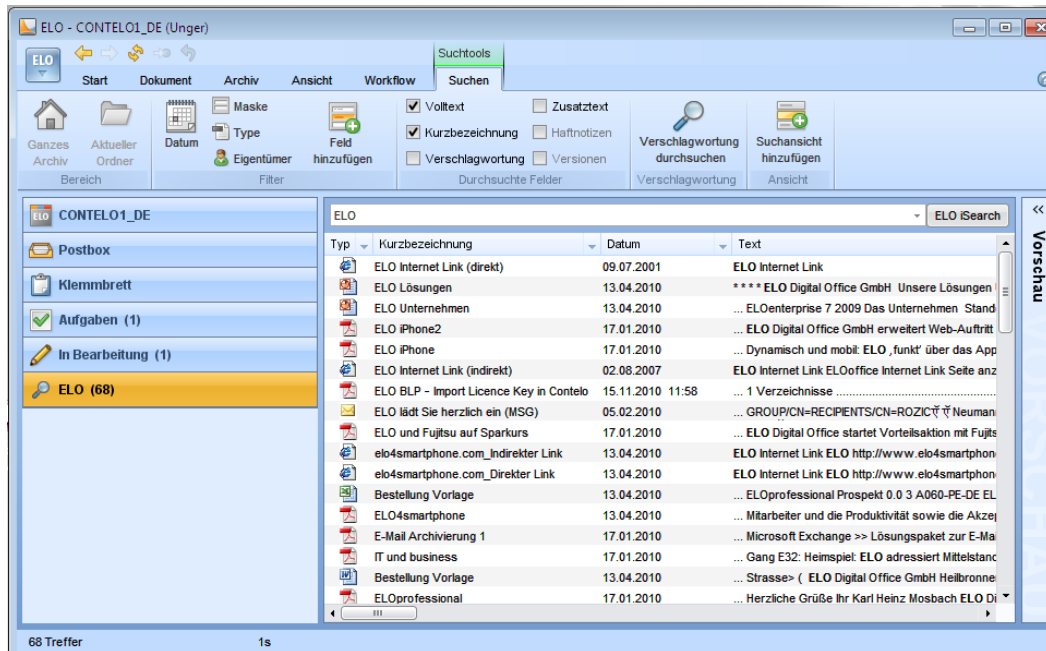 ELO - CONTELO1_DE (Unger)
ELO
Suchtools
Start Dokument Archiv Ansicht Workflow Suchen
Ganzes Archiv
Aktueller Ordner
Bereich
Datum
Maske
Type
Eigentümer
Feld hinzufügen
Filter
Volltext Zusatztext
Kurzbezeichnung Haftnotizen
Verschlagwortung Versionen
Durchsuchte Felder
Verschlagwortung durchsuchen
Verschlagwortung
Suchansicht hinzufügen
Ansicht
ELO CONTELO1_DE
Postbox
Klemmbrett
Aufgaben (1)
In Bearbeitung (1)
ELO (68)
ELO ELO iSearch
Typ Kurzbezeichnung Datum Text
ELO Internet Link (direkt) 09.07.2001 ELO Internet Link
ELO Lösungen 13.04.2010 * * * * ELO Digital Office GmbH Unsere Lösungen
ELO Unternehmen 13.04.2010 ... ELOenterprise 7 2009 Das Unternehmen Stand
ELO iPhone2 17.01.2010 ... ELO Digital Office GmbH erweitert Web-Auftritt
ELO iPhone 17.01.2010 ... Dynamisch und mobil: ELO ,funkt' über das App
ELO Internet Link (indirekt) 02.08.2007 ELO Internet Link ELOoffice Internet Link Seite anz
ELO BLP - Import Licence Key in Contelo 15.11.2010 11:58 ... 1 Verzeichnisse ...
ELO lädt Sie herzlich ein (MSG) 05.02.2010 ... GROUP/CN=RECIPIENTS/CN=ROZIC Neuman
ELO und Fujitsu auf Sparkurs 17.01.2010 ... ELO Digital Office startet Vorteilsaktion mit Fujits
elo4smartphone.com_Indirekter Link 13.04.2010 ELO Internet Link ELO http://www.elo4smartphon
elo4smartphone.com_Direkter Link 13.04.2010 ELO Internet Link ELO http://www.elo4smartphon
Bestellung Vorlage 13.04.2010 ... ELOprofessional Prospekt 0.0 3 A060-PE-DE EL
ELO4smartphone 13.04.2010 ... Mitarbeiter und die Produktivität sowie die Akzep
E-Mail Archivierung 1 17.01.2010 ... Microsoft Exchange >> Lösungspaket zur E-Mai
IT und business 17.01.2010 ... Gang E32: Heimspiel: ELO adressiert Mittelstand
Bestellung Vorlage 13.04.2010 ... Strasse> ( ELO Digital Office GmbH Heilbronne
ELOprofessional 17.01.2010 ... Herzliche Grüße Ihr Karl Heinz Mosbach ELO Di
Vorschau
VORSCHAU
68 Treffer 1s